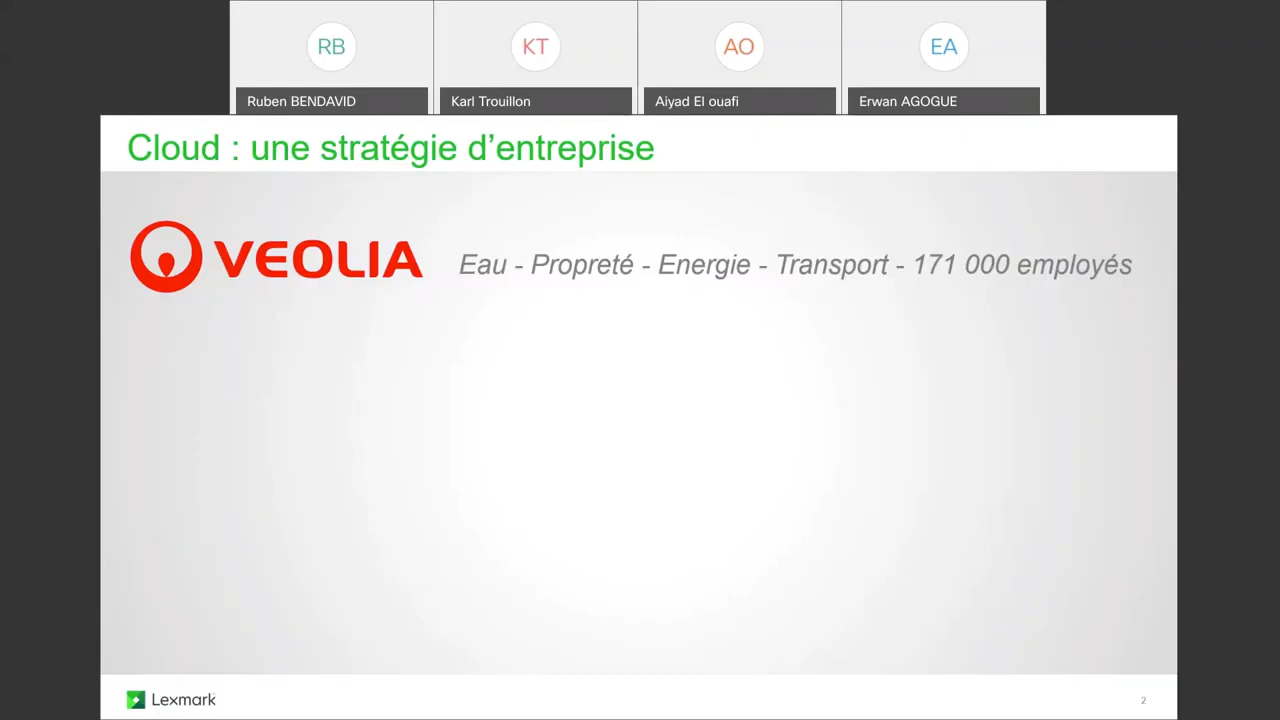 RB
KT
AO
EA
Ruben BENDAVID
Karl Trouillon
Aiyad El ouafi
Erwan AGOGUE
Cloud : une stratégie d’entreprise
VEOLIA
Eau - Propreté - Energie - Transport - 171 000 employés
Lexmark
2